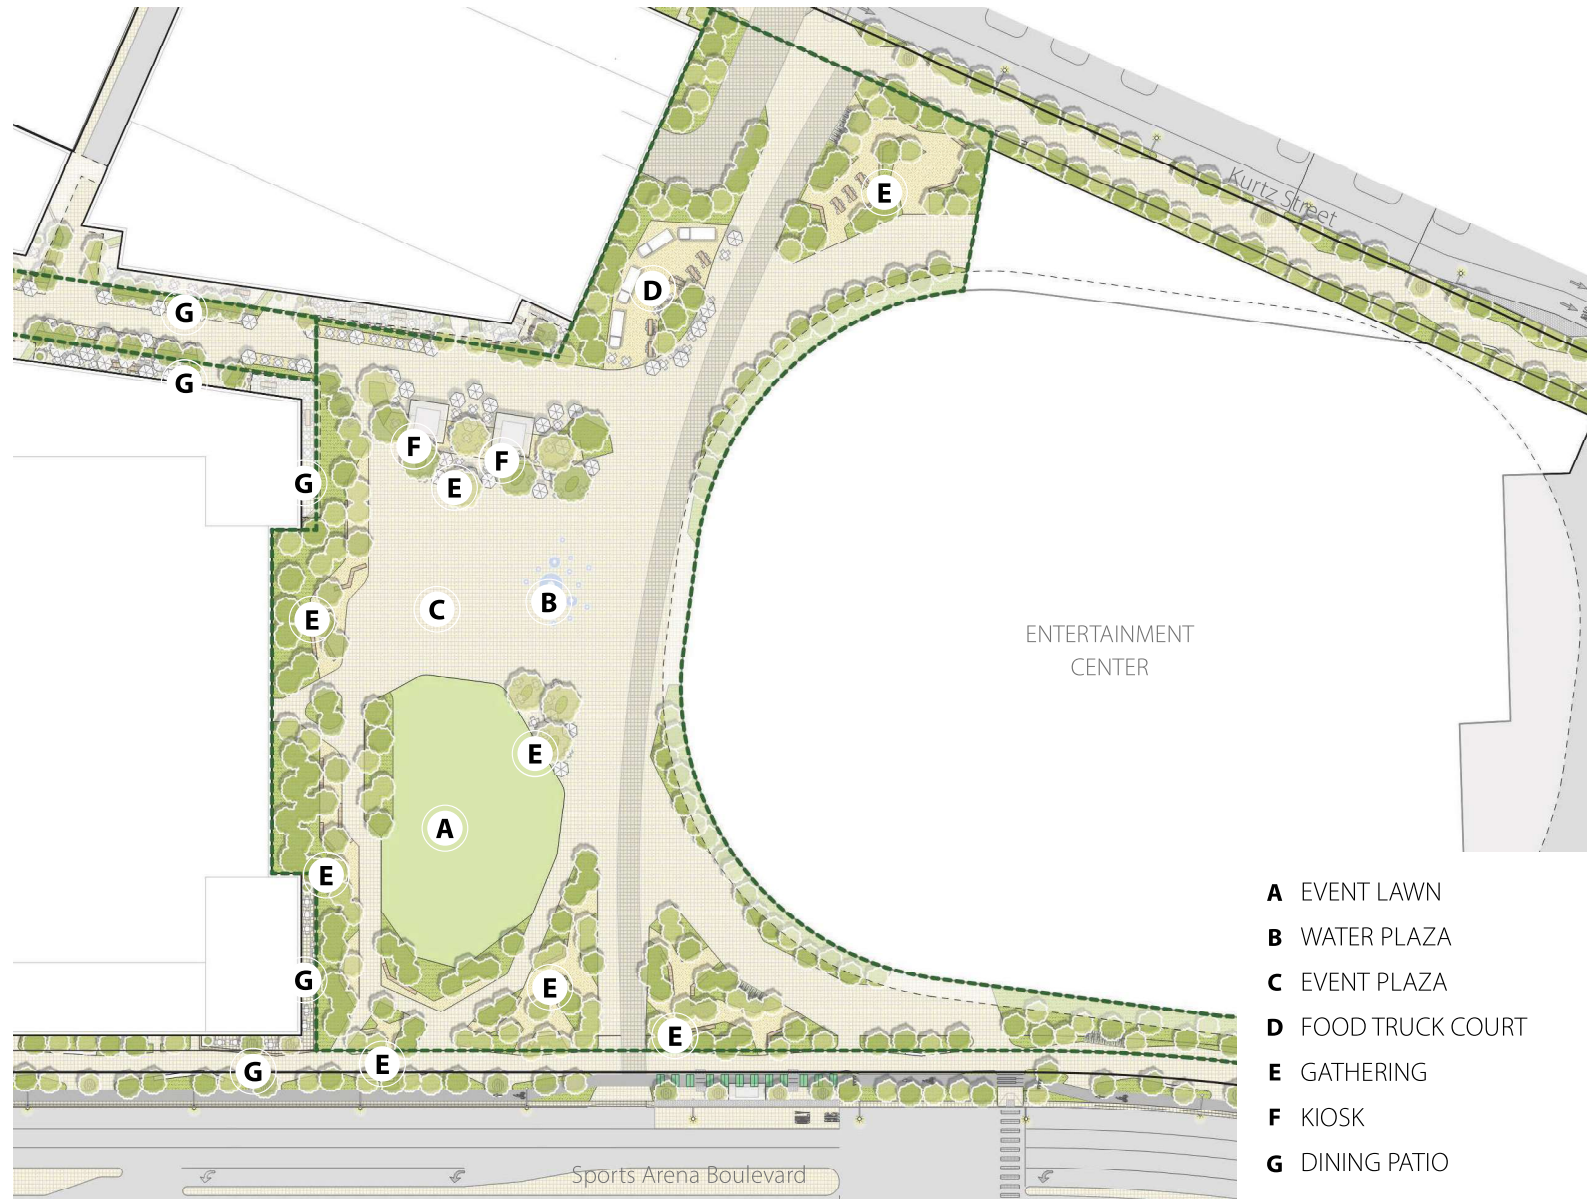 Kurtz Street
E
D
G
G
F
F
G
E
C
B
E
ENTERTAINMENT
CENTER
E
A
E
G
E
E
E
G
Sports Arena Boulevard
A EVENT LAWN
B WATER PLAZA
C EVENT PLAZA
D FOOD TRUCK COURT
E GATHERING
F KIOSK
G DINING PATIO